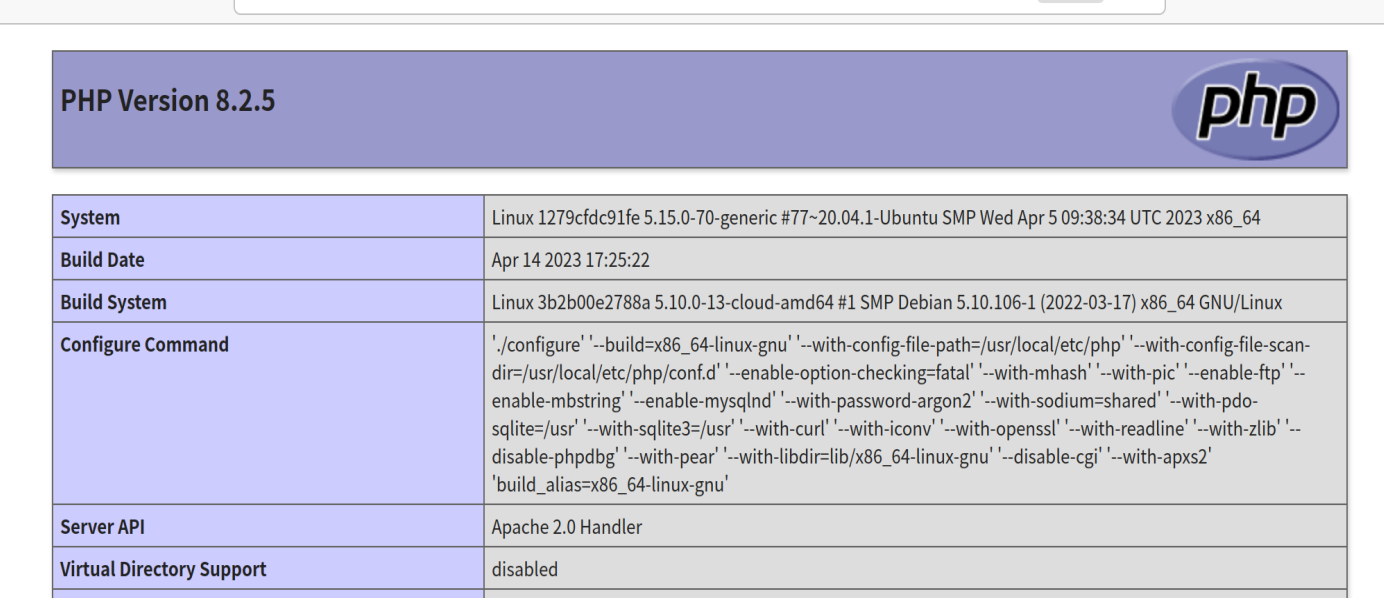 PHP Version 8.2.5
php
System Linux 1279cfdc91fe 5.15.0-70-generic #77~20.04.1-Ubuntu SMP Wed Apr 5 09:38:34 UTC 2023 x86_64
Build Date Apr 14 2023 17:25:22
Build System Linux 3b2b00e2788a 5.10.0-13-cloud-amd64 #1 SMP Debian 5.10.106-1 (2022-03-17) x86_64 GNU/Linux
Configure Command './configure' '--build=x86_64-linux-gnu' '--with-config-file-path=/usr/local/etc/php' '--with-config-file-scan-
dir=/usr/local/etc/php/conf.d' '--enable-option-checking=fatal' '--with-mhash' '--with-pic' '--enable-ftp' '--
enable-mbstring' '--enable-mysqlnd' '--with-password-argon2' '--with-sodium=shared' '--with-pdo-
sqlite=/usr' '--with-sqlite3=/usr' '--with-curl' '--with-iconv' '--with-openssl' '--with-readline' '--with-zlib' '--
disable-phpdbg' '--with-pear' '--with-libdir=lib/x86_64-linux-gnu' '--disable-cgi' '--with-apxs2'
'build_alias=x86_64-linux-gnu'
Server API Apache 2.0 Handler
Virtual Directory Support disabled